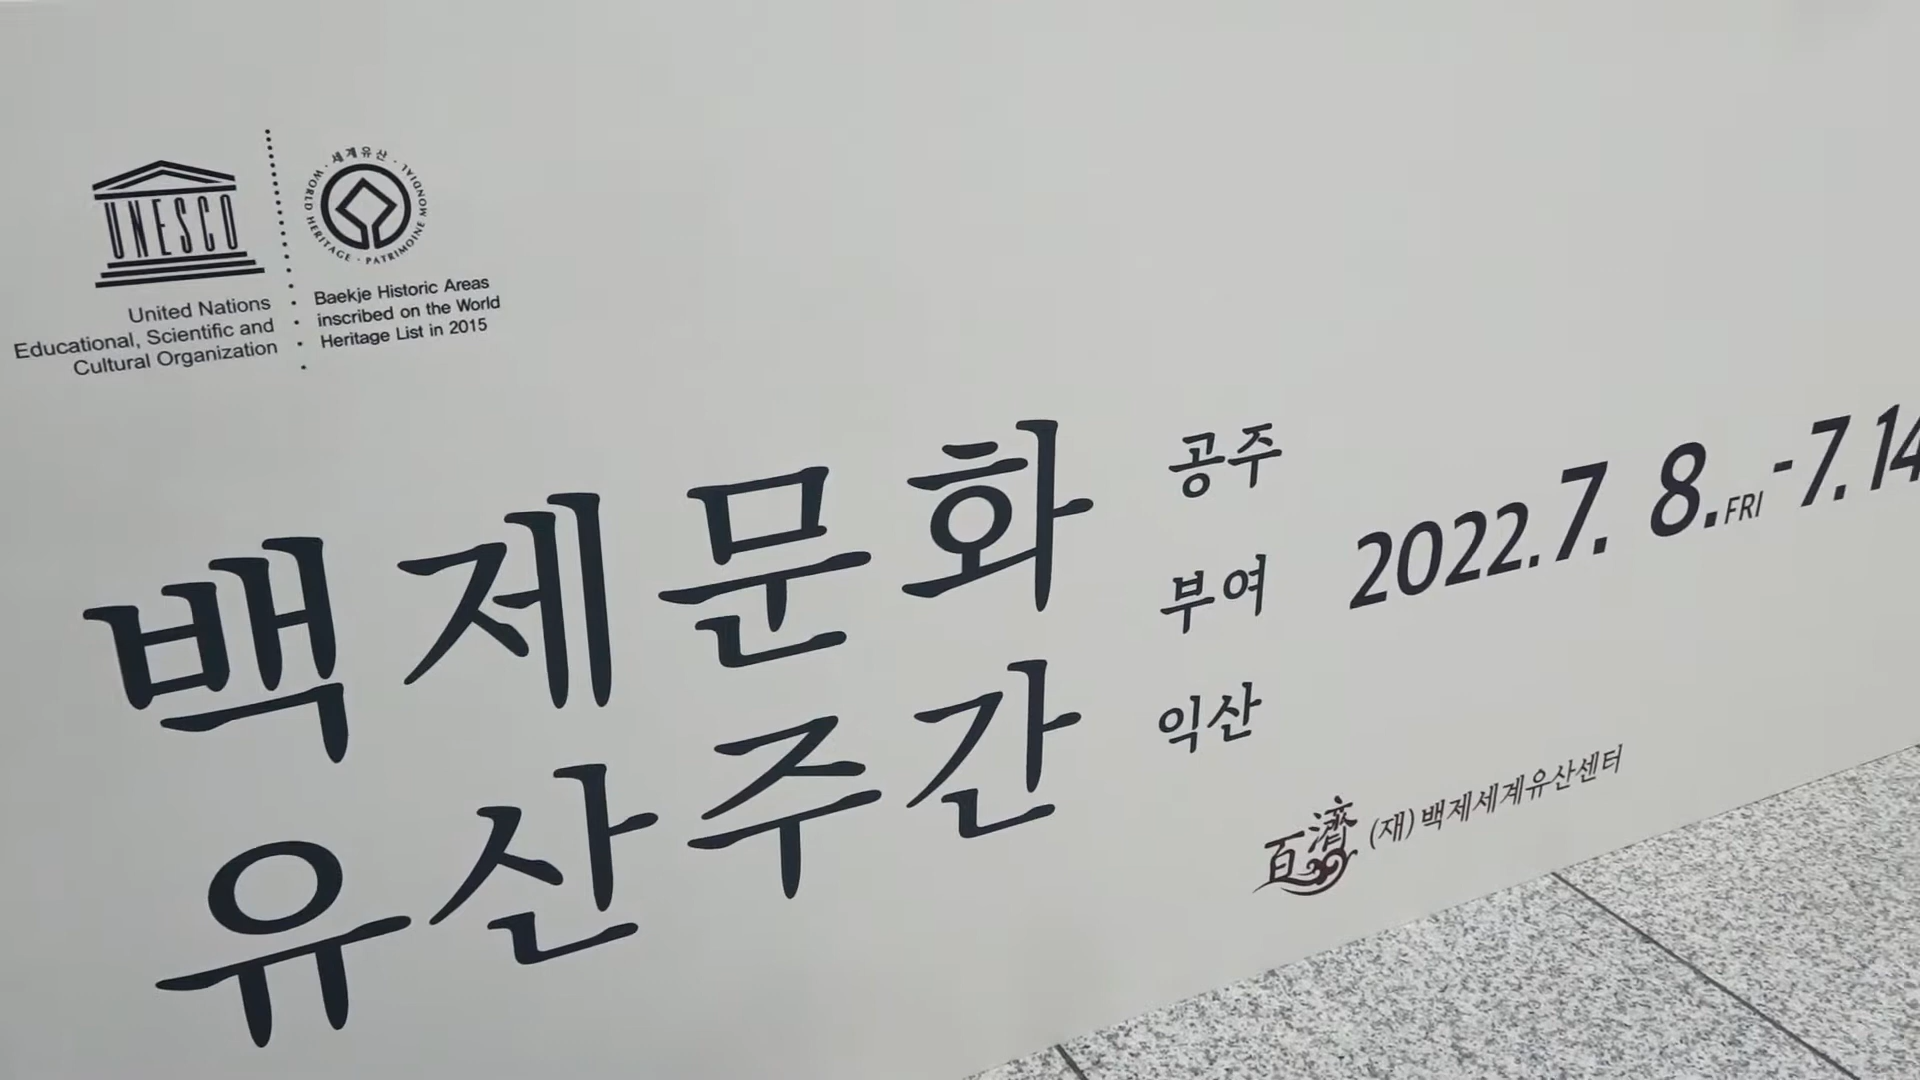 UNESCO
United Nations
Educational, Scientific and
Cultural Organization
· 세계유산 · WORLD HERITAGE · PATRIMOINE MONDIAL
Baekje Historic Areas
inscribed on the World
Heritage List in 2015
백제문화
유산주간
공주
부여
익산
2022.7. 8.FRI-7.14
百濟 (재)백제세계유산센터